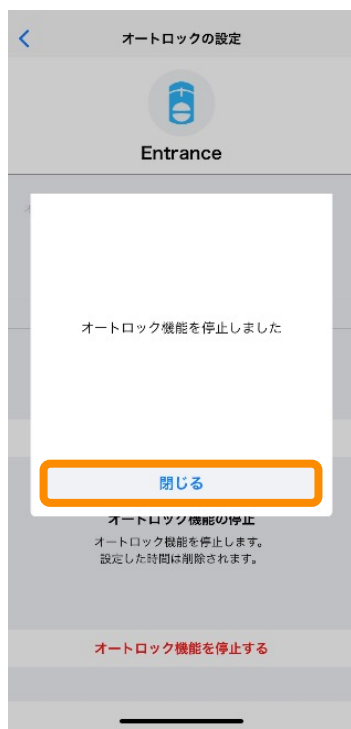 オートロックの設定
Entrance
オ
オートロック機能を停止しました
閉じる
オートロック機能の停止
オートロック機能を停止します。
設定した時間は削除されます。
オートロック機能を停止する